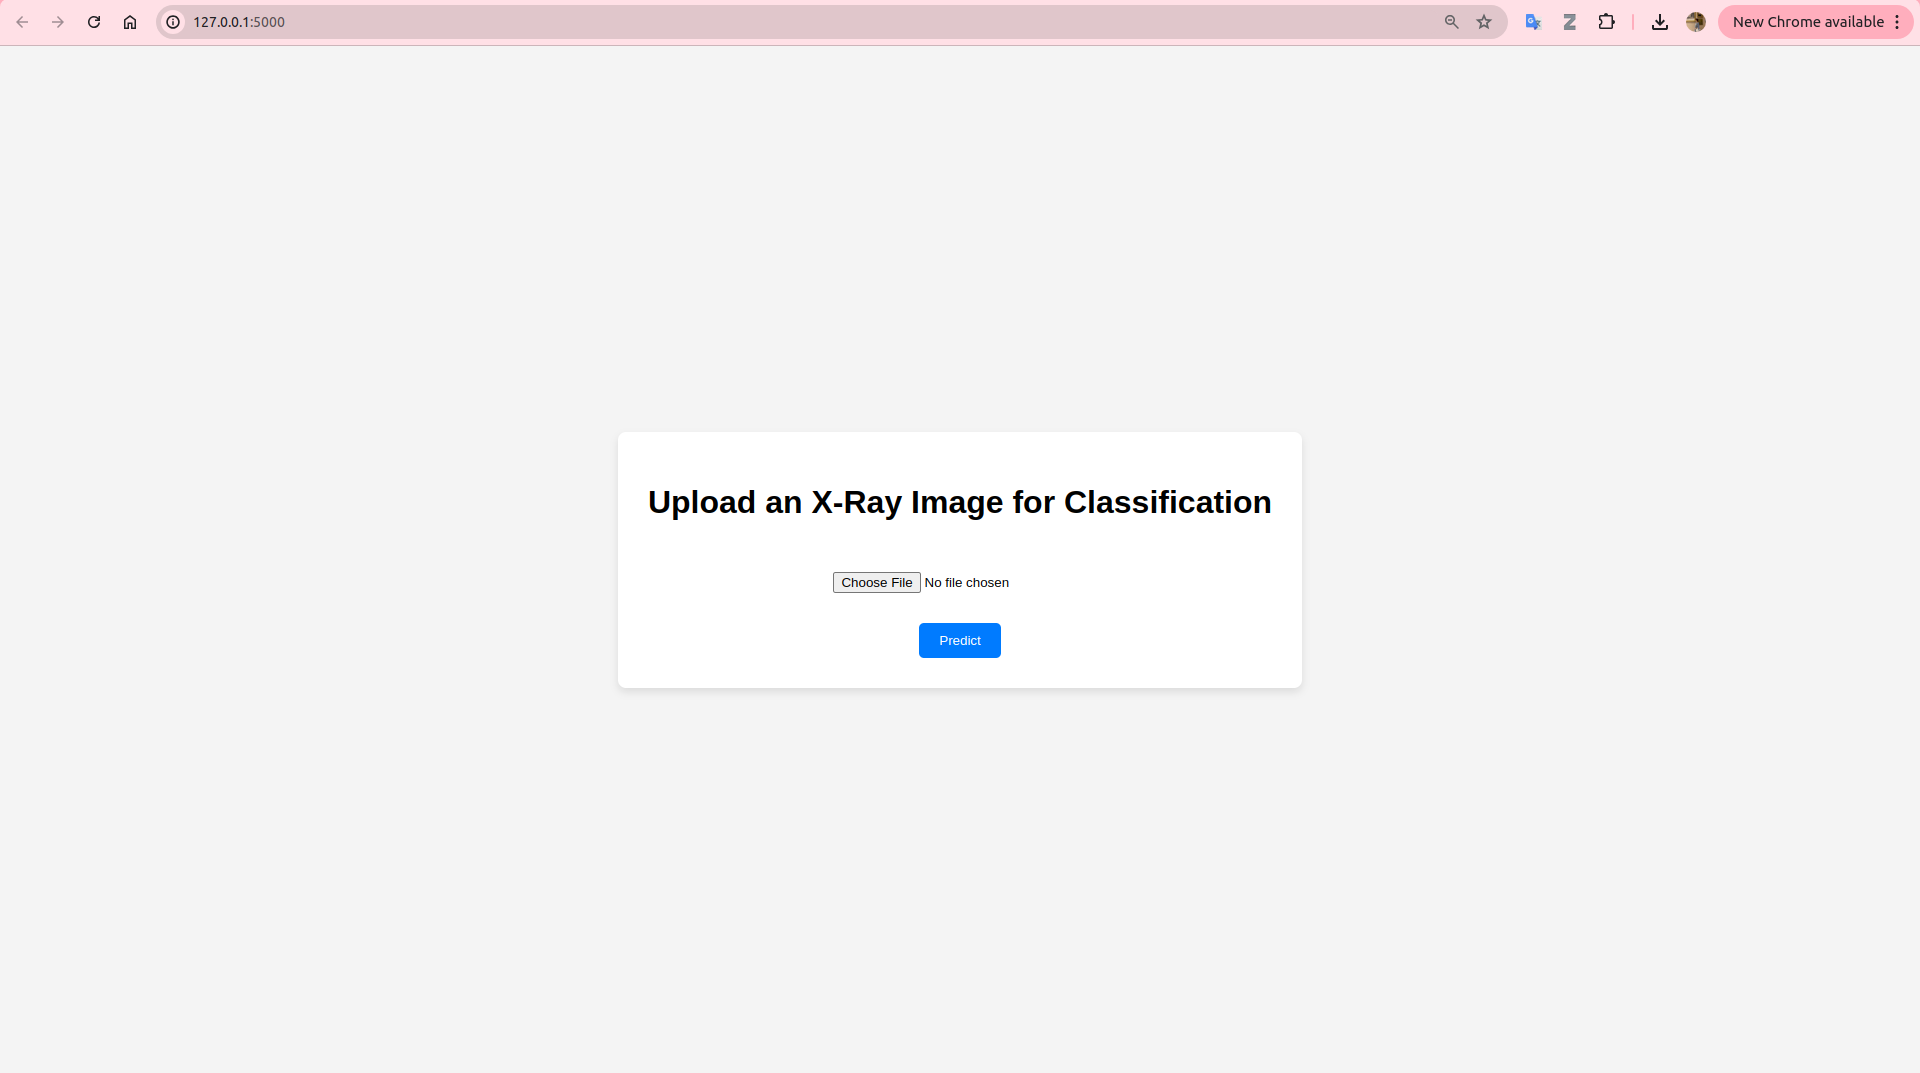 127.0.0.1:5000
New Chrome available
Upload an X-Ray Image for Classification
Choose File No file chosen
Predict